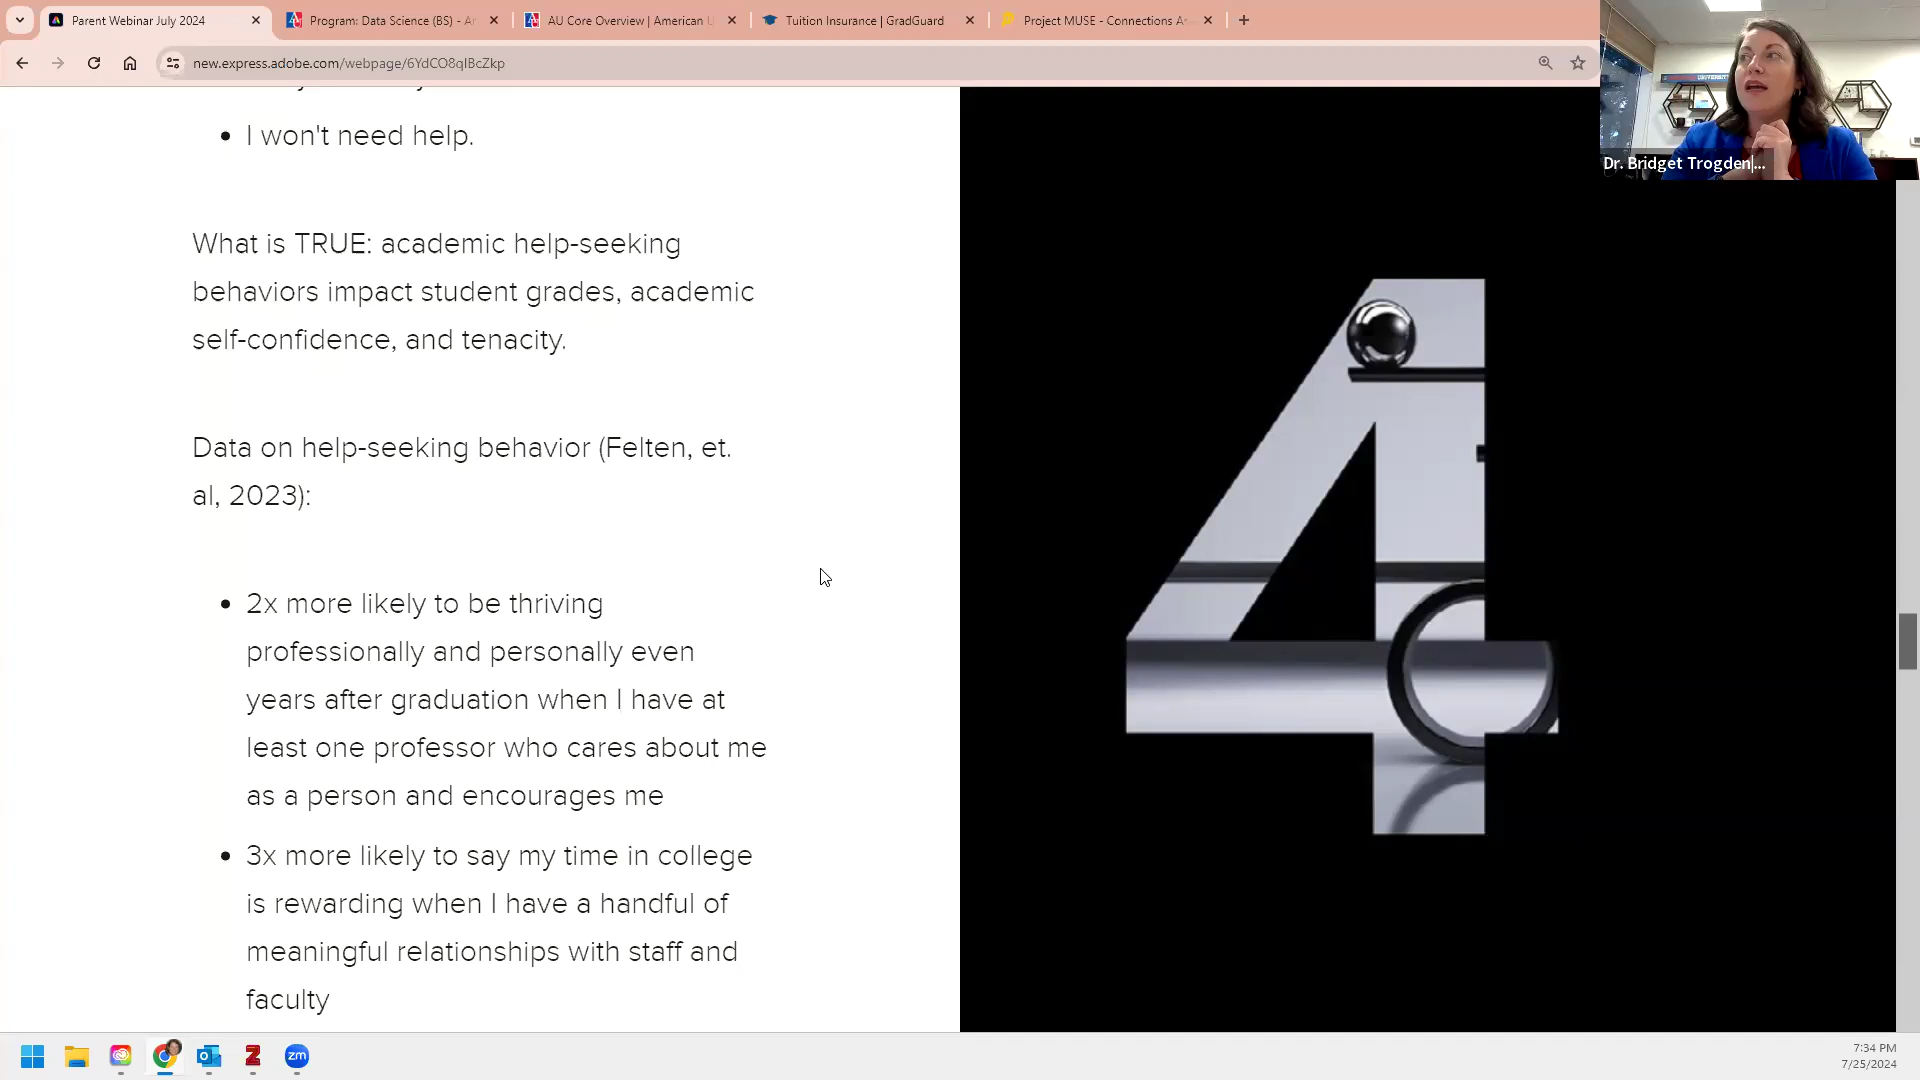 Parent Webinar July 2024
Program: Data Science (BS) - Ar
AU Core Overview | American U
Tuition Insurance | GradGuard
Project MUSE - Connections A
new.express.adobe.com/webpage/6YdCO8qIBcZkp
UNIVERSITY
Dr. Bridget Trogden|...
• I won't need help.
What is TRUE: academic help-seeking
behaviors impact student grades, academic
self-confidence, and tenacity.
Data on help-seeking behavior (Felten, et.
al, 2023):
• 2x more likely to be thriving
professionally and personally even
years after graduation when I have at
least one professor who cares about me
as a person and encourages me
• 3x more likely to say my time in college
is rewarding when I have a handful of
meaningful relationships with staff and
faculty
4
zm
7:34 PM
7/25/2024